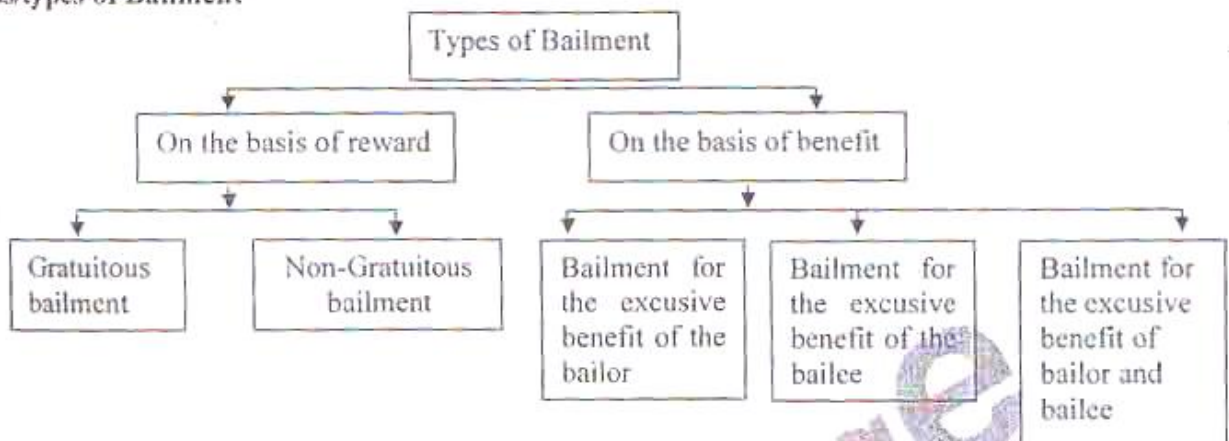 types of Bailment
Types of Bailment
On the basis of reward
On the basis of benefit
Gratuitous
bailment
Non-Gratuitous
bailment
Bailment for
the excusive
benefit of the
bailor
Bailment for
the excusive
benefit of the
bailee
Bailment for
the excusive
benefit of
bailor and
bailee